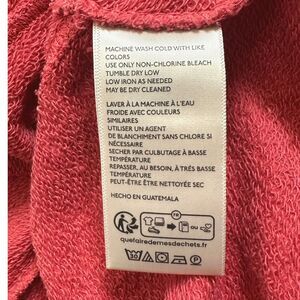 MACHINE WASH COLD WITH LIKE
COLORS
USE ONLY NON-CHLORINE BLEACH
TUMBLE DRY LOW
LOW IRON AS NEEDED
MAY BE DRY CLEANED
LAVER À LA MACHINE À L'EAU
FROIDE AVEC COULEURS
SIMILAIRES
UTILISER UN AGENT
DE BLANCHIMENT SANS CHLORE SI
NÉCESSAIRE
SÉCHER PAR CULBUTAGE À BASSE
TEMPÉRATURE
REPASSER, AU BESOIN, À TRÈS BASSE
TEMPÉRATURE
PEUT-ÊTRE ÊTRE NETTOYÉE SEC
HECHO EN GUATEMALA
FR
quefairedemesdechets.fr
30
P